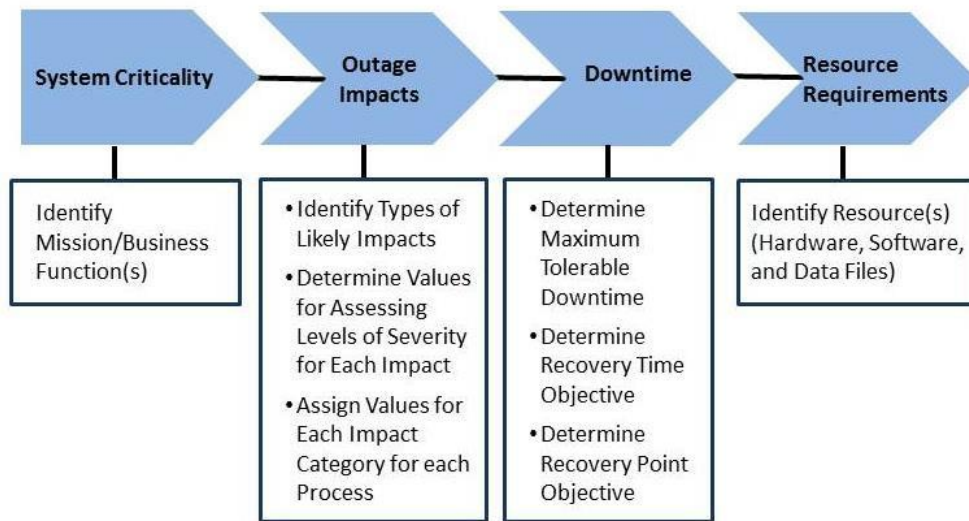 System Criticality
Outage
Impacts
Downtime
Resource
Requirements
Identify
Mission/Business
Function(s)
• Identify Types of
Likely Impacts
• Determine Values
for Assessing
Levels of Severity
for Each Impact
• Assign Values for
Each Impact
Category for each
Process
• Determine
Maximum
Tolerable
Downtime
• Determine
Recovery Time
Objective
• Determine
Recovery Point
Objective
Identify Resource(s)
(Hardware, Software,
and Data Files)